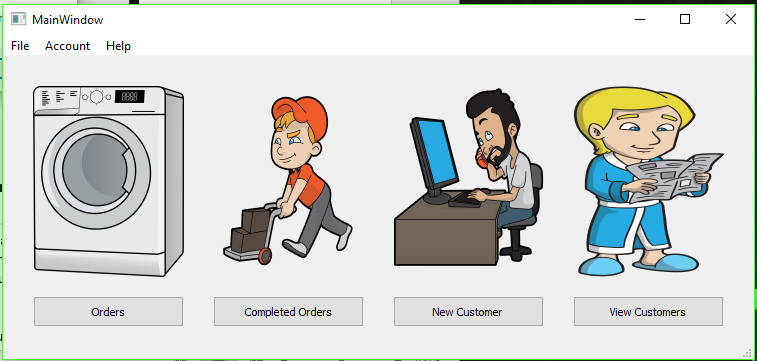 MainWindow
File Account Help
Orders Completed Orders New Customer View Customers